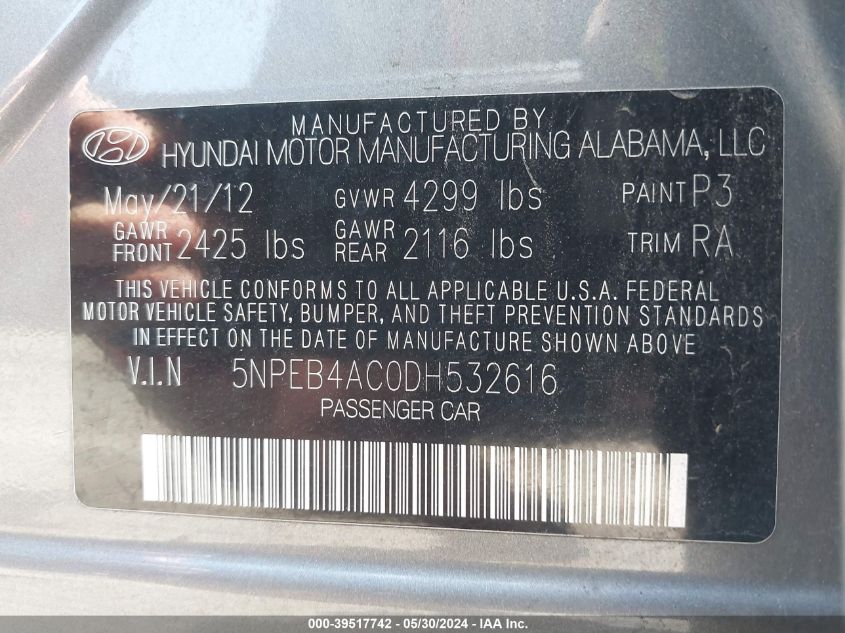 MANUFACTURED BY
HYUNDAI MOTOR MANUFACTURING ALABAMA, LLC
May/21/12 GVWR 4299 lbs PAINT P3
GAWR FRONT 2425 lbs GAWR REAR 2116 lbs TRIM RA
THIS VEHICLE CONFORMS TO ALL APPLICABLE U.S.A. FEDERAL
MOTOR VEHICLE SAFETY, BUMPER, AND THEFT PREVENTION STANDARDS
IN EFFECT ON THE DATE OF MANUFACTURE SHOWN ABOVE
V.I.N 5NPEB4AC0DH532616
PASSENGER CAR
000-39517742 - 05/30/2024 - IAA Inc.